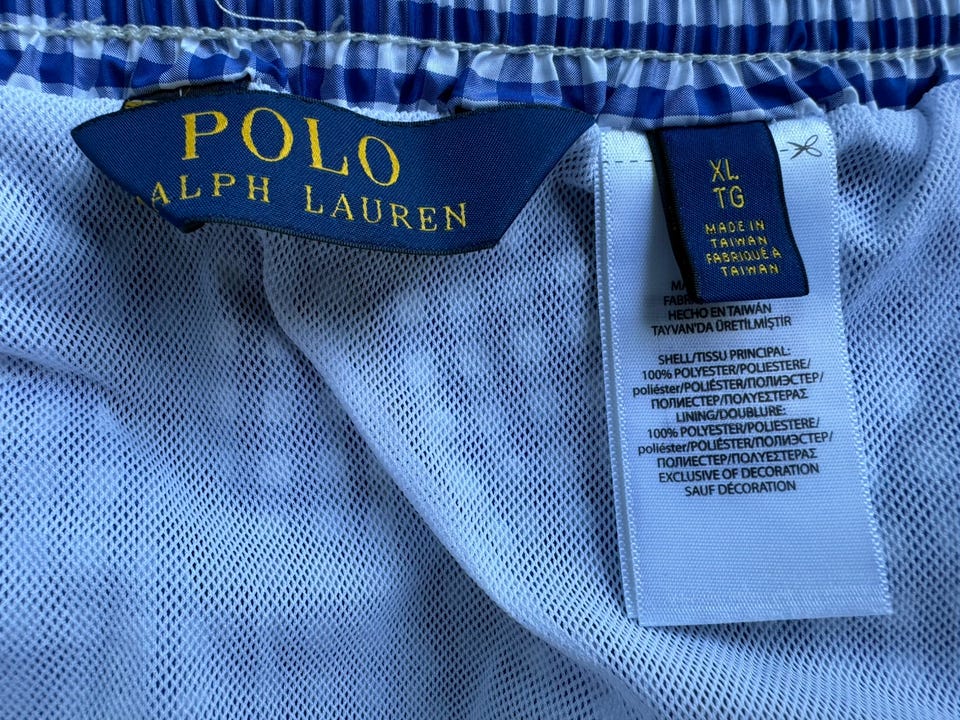 POLO
RALPH LAUREN
XL
TG
MADE IN
TAIWAN
FABRIQUÉ À
TAIWAN
HECHO EN TAIWÁN
TAYVAN'DA ÜRETİLMİŞTİR
SHELL/TISSU PRINCIPAL:
100% POLYESTER/POLIESTERE/
poliéster/POLIÉSTER/ПОЛИЭСТЕР/
ПОЛИЕСТЕР/ΠΟΛΥΕΣΤΕΡΑΣ
LINING/DOUBLURE:
100% POLYESTER/POLIESTERE/
poliéster/POLIÉSTER/ПОЛИЭСТЕР/
ПОЛИЕСТЕР/ΠΟΛΥΕΣΤΕΡΑΣ
EXCLUSIVE OF DECORATION
SAUF DÉCORATION